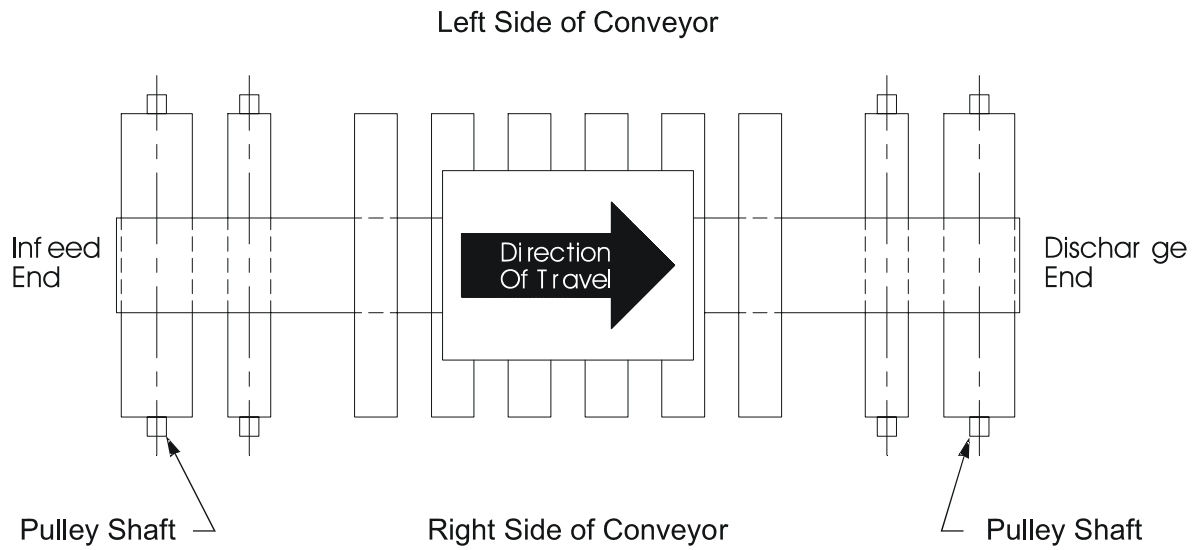 Left Side of Conveyor
Infeed
End
Direction
Of Travel
Discharge
End
Pulley Shaft
Right Side of Conveyor
Pulley Shaft